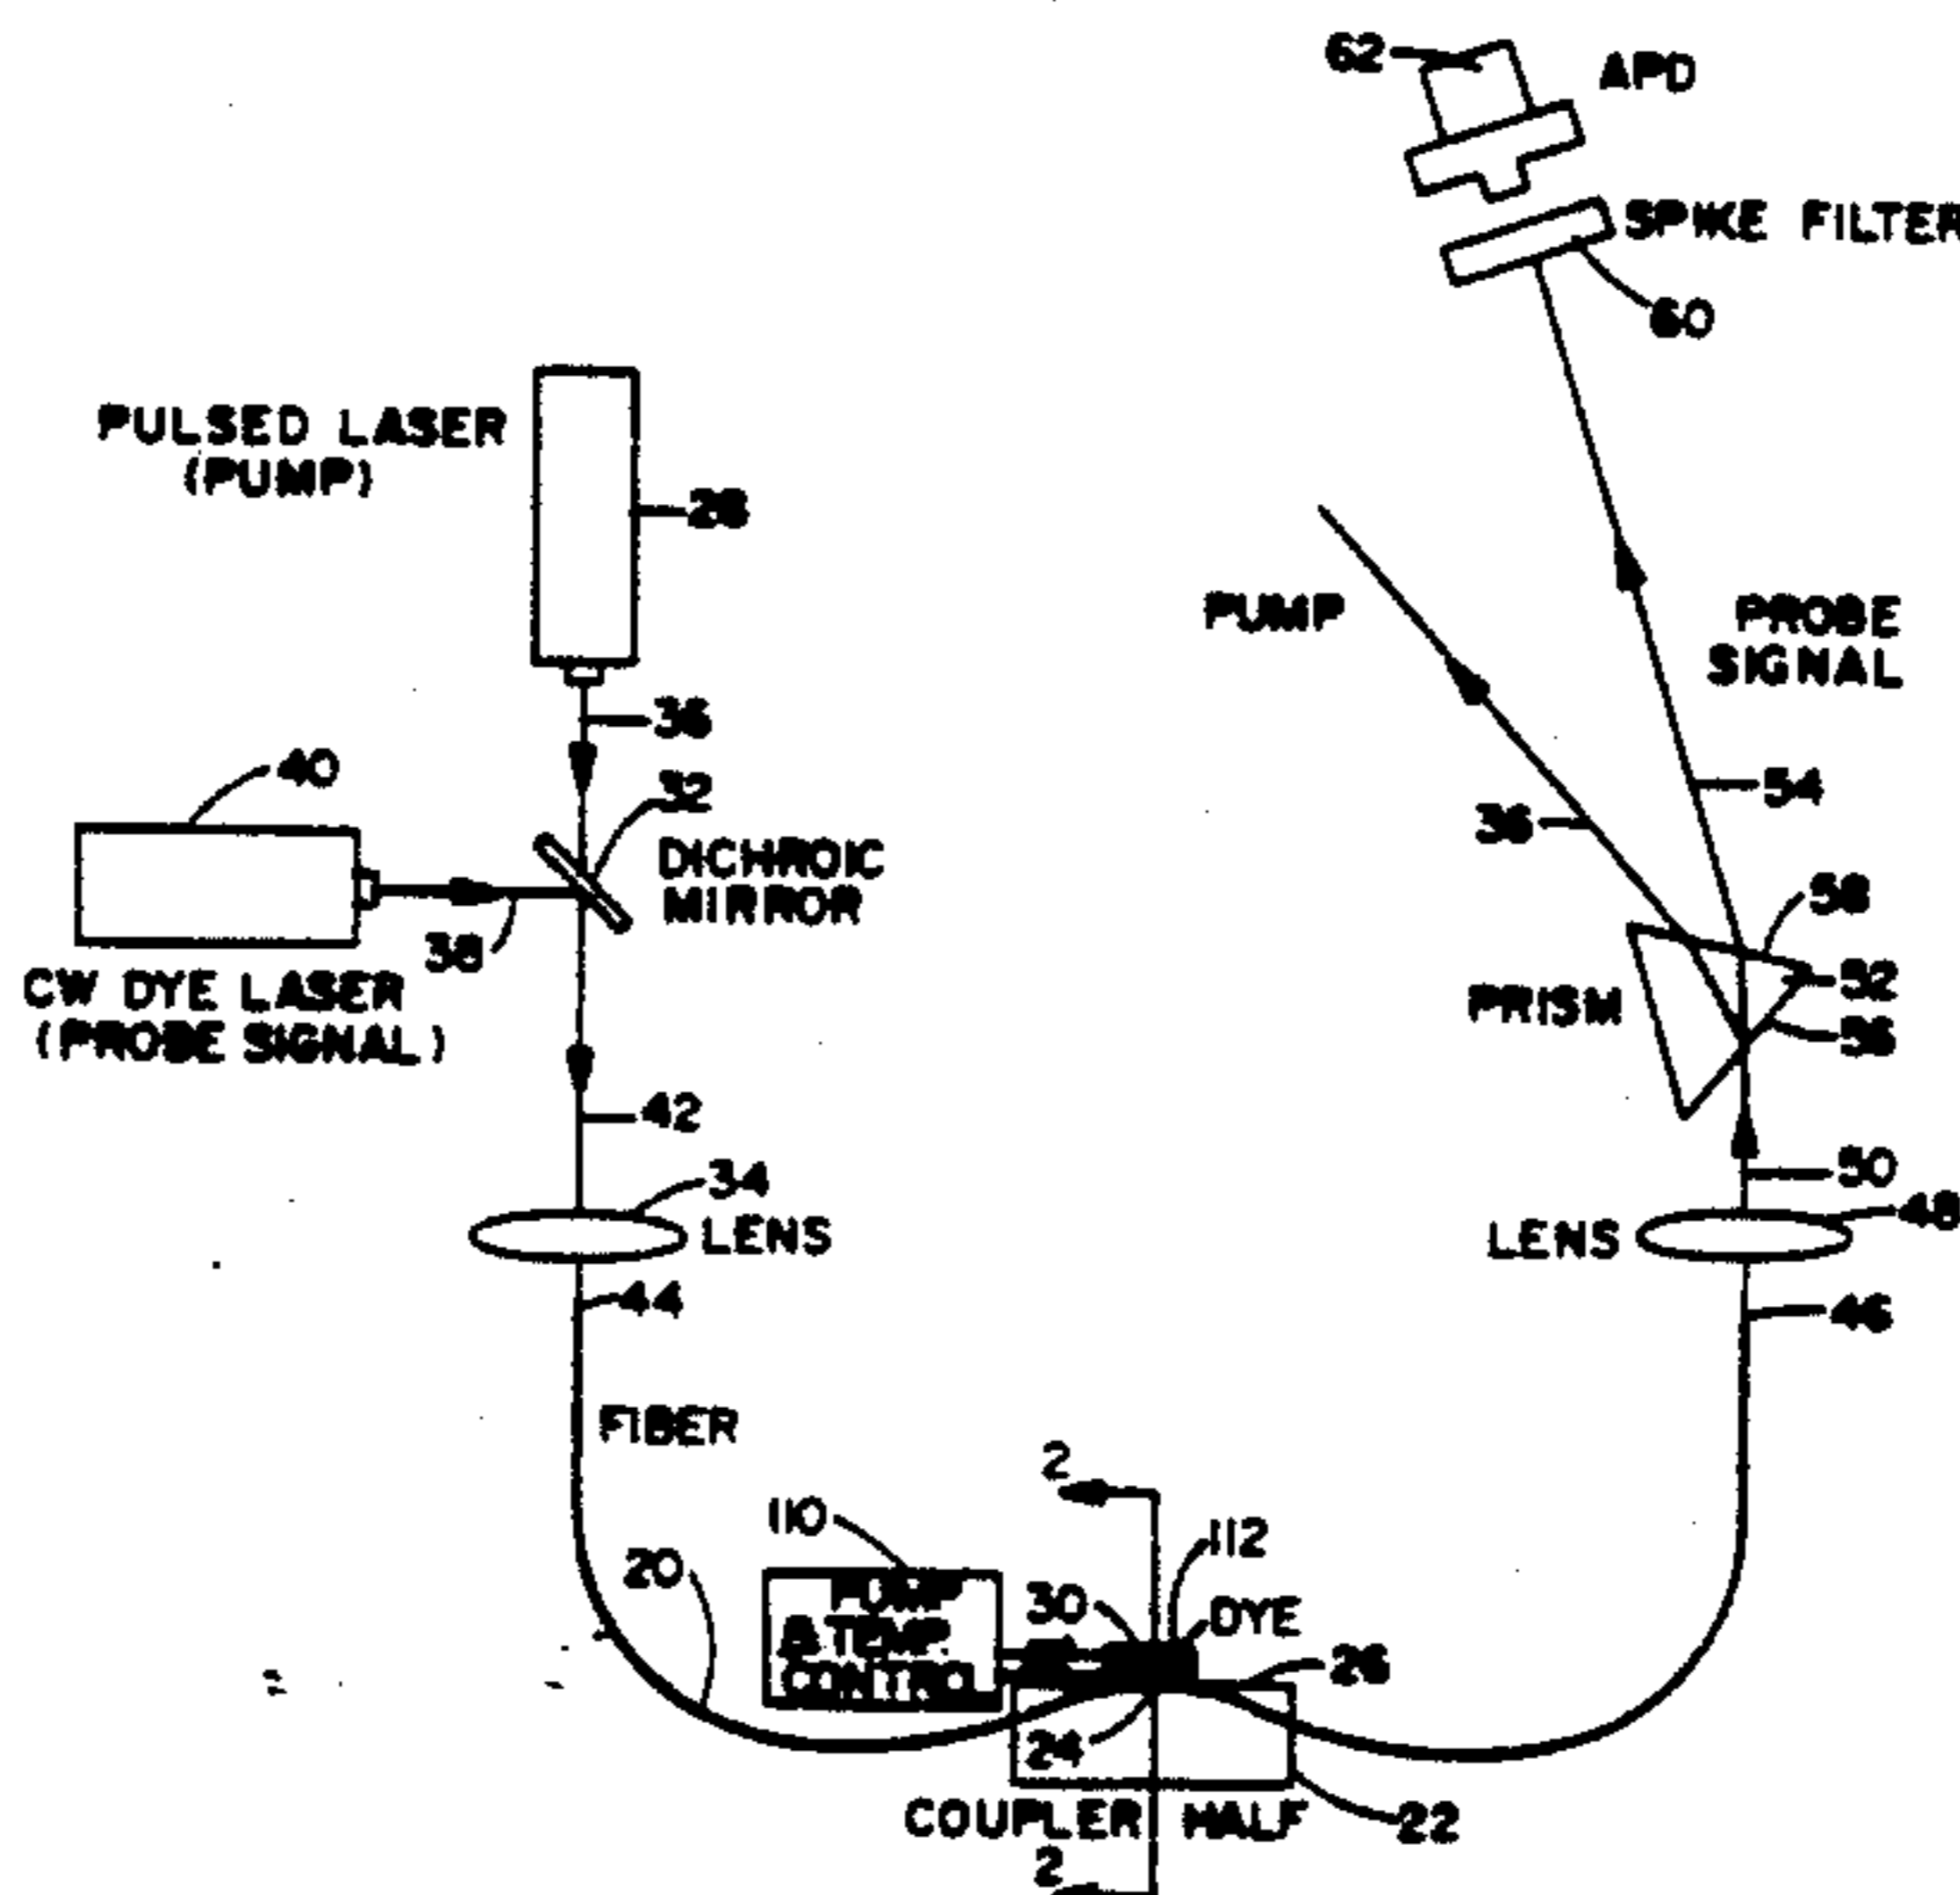 62
APD
SPIKE FILTER
60
PULSED LASER
(PUMP)
28
36
PUMP
PROBE
SIGNAL
40
32
54
36
DICHROIC
MIRROR
38
58
52
56
PRISM
CW DYE LASER
(PROBE SIGNAL)
42
50
34
LENS
LENS
48
44
46
FIBER
2
110
112
20
30
DYE
PUMP
& TEMP.
CONTROL
26
24
COUPLER HALF
22
2